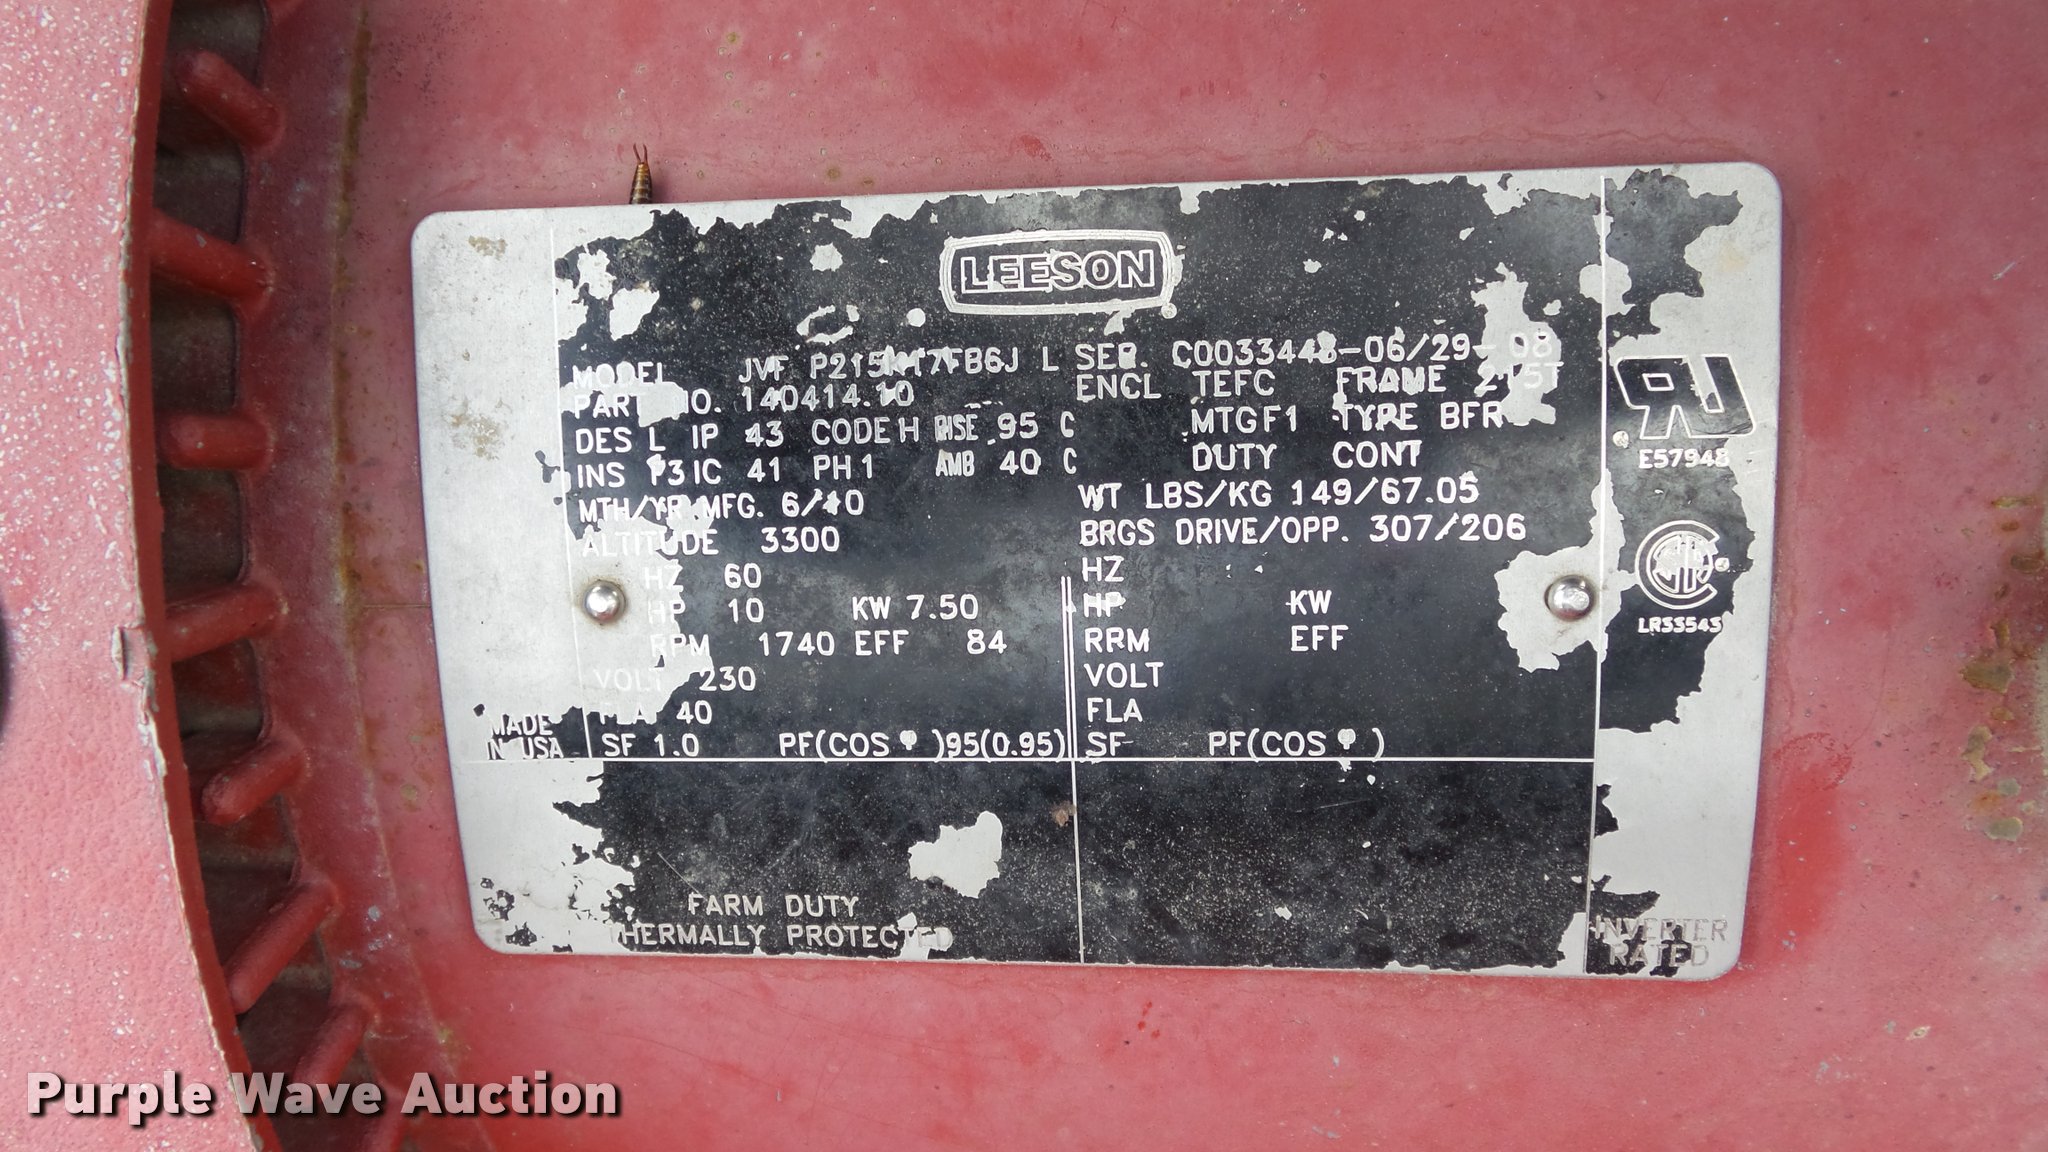 LEESON
MODEL JVF P215K17FB6J L SER. C0033448-06/29-08
PART NO. 140414.10 ENCL TEFC FRAME 215T
DES L IP 43 CODE H RISE 95 C MTG F1 TYPE BFR
INS IC 41 PH 1 AMB 40 C DUTY CONT
MTH/YR MFG. 6/10 WT LBS/KG 149/67.05
ALTITUDE 3300 BRGS DRIVE/OPP. 307/206
HZ 60 HZ
HP 10 KW 7.50 HP KW
RPM 1740 EFF 84 RRM EFF
VOLT 230 VOLT
FLA 40 FLA
SF 1.0 PF(COS φ )95(0.95) SF PF(COS φ )
MADE
IN USA
E57948
LR33543
FARM DUTY
THERMALLY PROTECTED
INVERTER
RATED
Purple Wave Auction